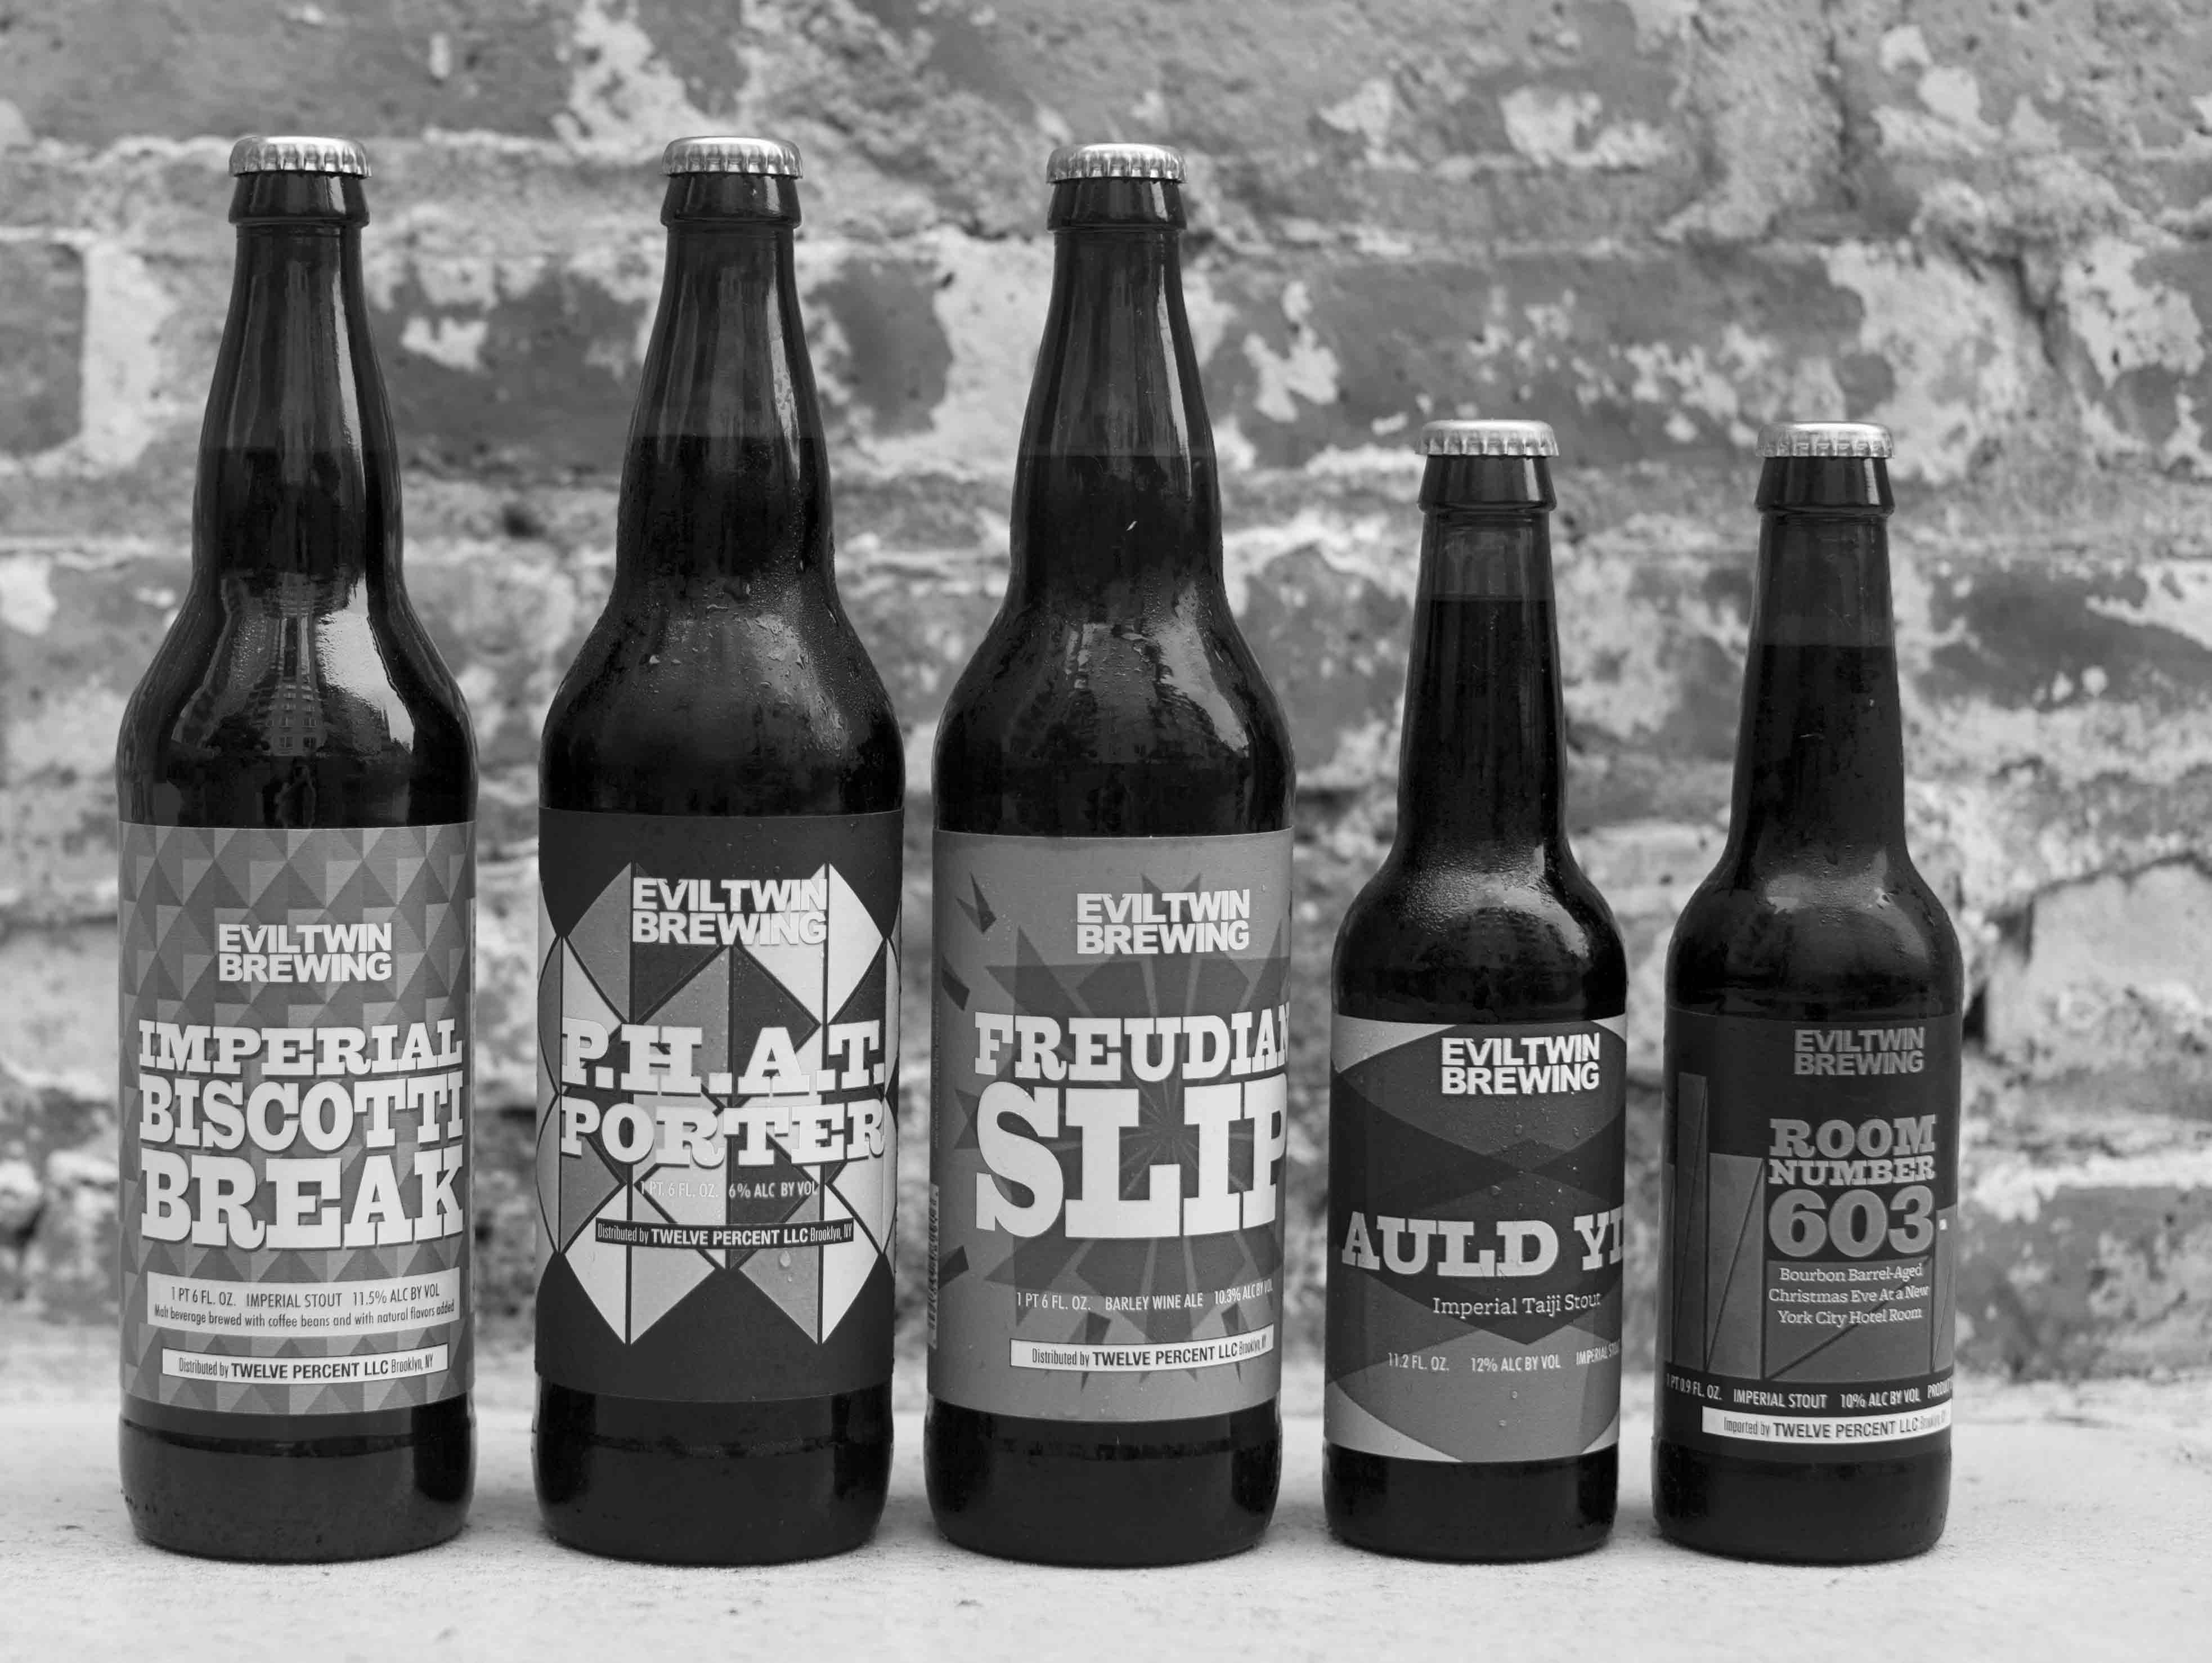 EVILTWIN
BREWING
IMPERIAL
BISCOTTI
BREAK
1 PT 6 FL. OZ. IMPERIAL STOUT 11.5% ALC BY VOL
Malt beverage brewed with coffee beans and with natural flavors added
Distributed by TWELVE PERCENT LLC Brooklyn, NY
EVILTWIN
BREWING
P.H.A.T.
PORTER
1 PT. 6 FL. OZ. 6% ALC BY VOL
Distributed by TWELVE PERCENT LLC Brooklyn, NY
EVILTWIN
BREWING
FREUDIAN
SLIP
1 PT 6 FL. OZ. BARLEY WINE ALE 10.3% ALC BY VOL
Distributed by TWELVE PERCENT LLC Brooklyn, NY
EVILTWIN
BREWING
AULD YI
Imperial Taiji Stout
11.2 FL. OZ. 12% ALC BY VOL IMPERIAL STO
EVILTWIN
BREWING
ROOM
NUMBER
603
Bourbon Barrel-Aged
Christmas Eve At a New
York City Hotel Room
1 PT 0.9 FL. OZ. IMPERIAL STOUT 10% ALC BY VOL PRODU
Imported by TWELVE PERCENT LLC Brooklyn, NY